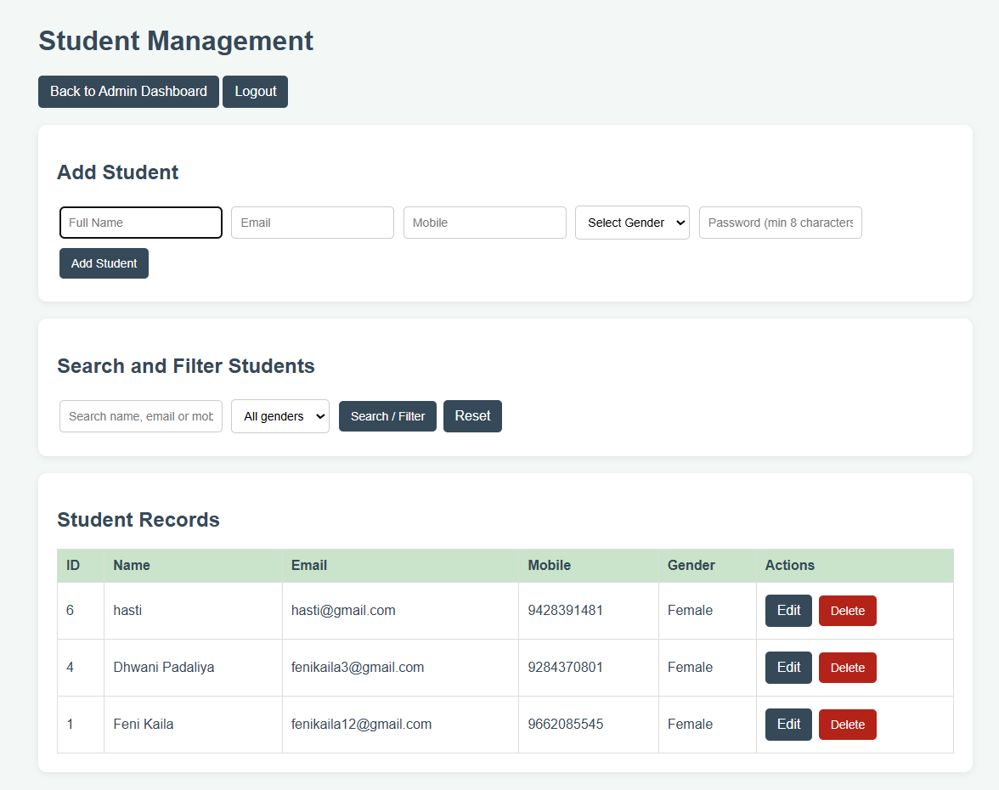 Student Management
Back to Admin Dashboard Logout
Add Student
Full Name Email Mobile Select Gender Password (min 8 characters
Add Student
Search and Filter Students
Search name, email or mob All genders Search / Filter Reset
Student Records
ID Name Email Mobile Gender Actions
6 hasti hasti@gmail.com 9428391481 Female Edit Delete
4 Dhwani Padaliya fenikaila3@gmail.com 9284370801 Female Edit Delete
1 Feni Kaila fenikaila12@gmail.com 9662085545 Female Edit Delete